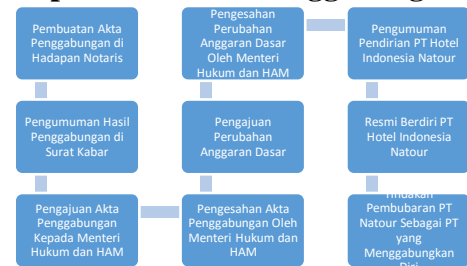 Pembuatan Akta
Penggabungan di
Hadapan Notaris
Pengumuman Hasil
Penggabungan di
Surat Kabar
Pengajuan Akta
Penggabungan
Kepada Menteri
Hukum dan HAM
Pengesahan Akta
Penggabungan Oleh
Menteri Hukum dan
HAM
Pengajuan
Perubahan
Anggaran Dasar
Pengesahan
Perubahan
Anggaran Dasar
Oleh Menteri
Hukum dan HAM
Pengumuman
Pendirian PT Hotel
Indonesia Natour
Resmi Berdiri PT
Hotel Indonesia
Natour
Tindakan
Pembubaran PT
Natour Sebagai PT
yang
Menggabungkan
Diri